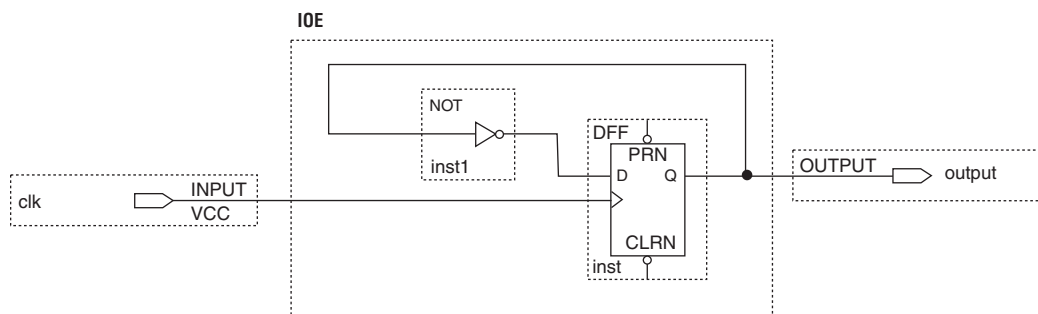 IOE
NOT
inst1
DFF
PRN
D
Q
CLRN
inst
clk
INPUT
VCC
OUTPUT
output